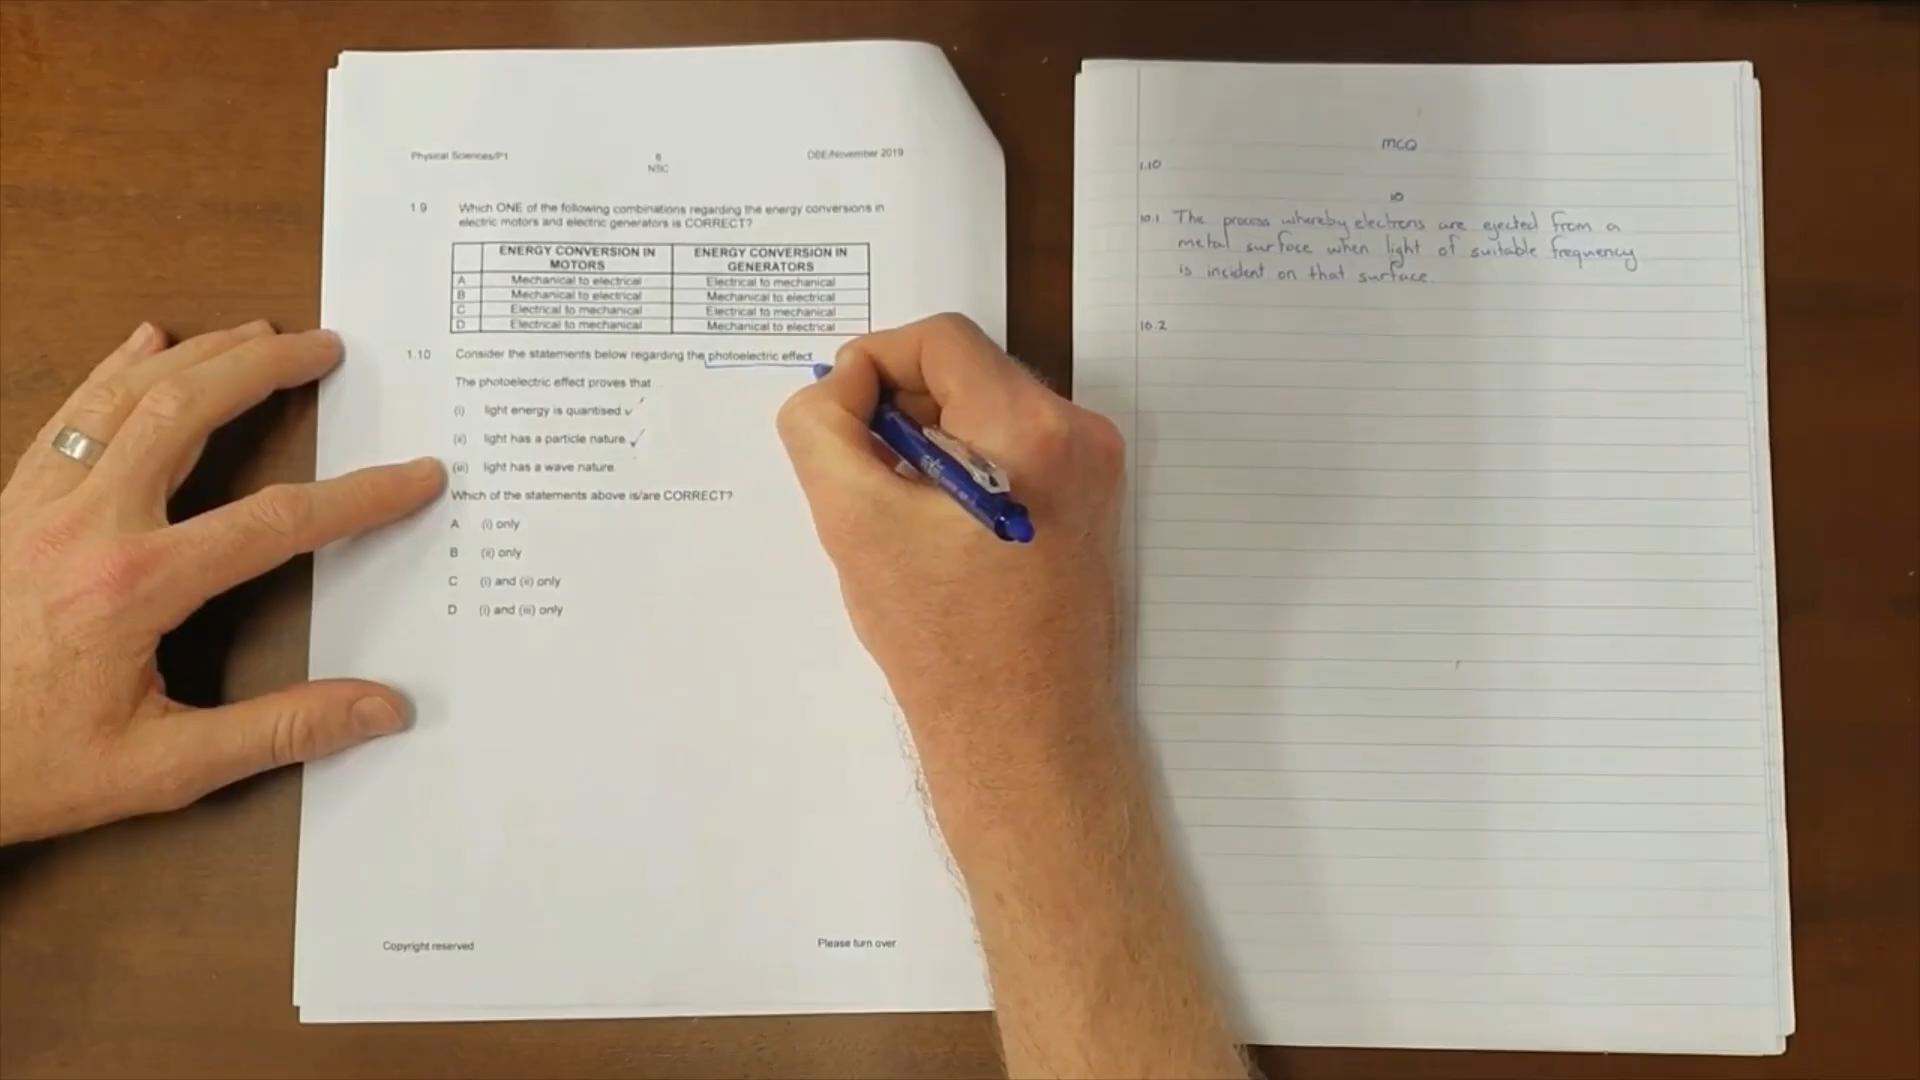 Physical Sciences/P1
6
NSC
DBE/November 2019
1.9 Which ONE of the following combinations regarding the energy conversions in
electric motors and electric generators is CORRECT?
ENERGY CONVERSION IN MOTORS ENERGY CONVERSION IN GENERATORS
A Mechanical to electrical Electrical to mechanical
B Mechanical to electrical Mechanical to electrical
C Electrical to mechanical Electrical to mechanical
D Electrical to mechanical Mechanical to electrical
1.10 Consider the statements below regarding the photoelectric effect
The photoelectric effect proves that
(i) light energy is quantised
(ii) light has a particle nature.
(iii) light has a wave nature.
Which of the statements above is/are CORRECT?
A (i) only
B (ii) only
C (i) and (ii) only
D (i) and (iii) only
Copyright reserved
Please turn over
MCQ
1.10
10
10.1 The process whereby electrons are ejected from a
metal surface when light of suitable frequency
is incident on that surface.
10.2